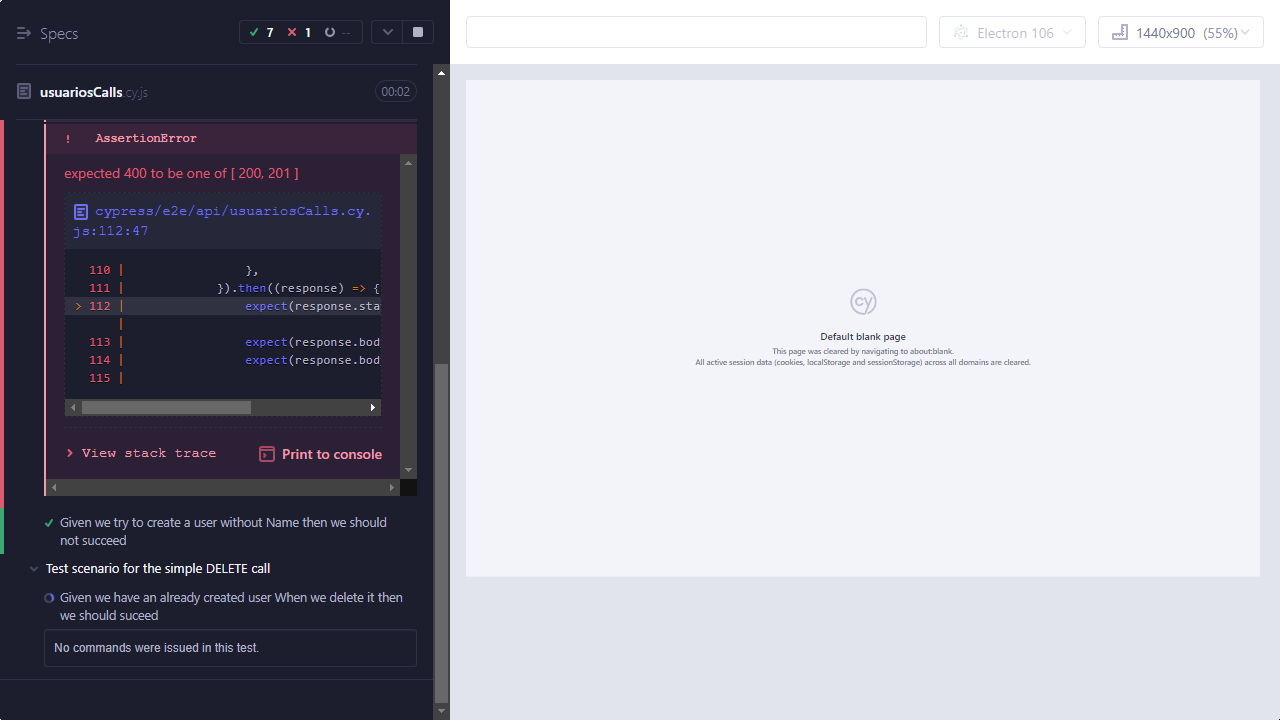 Specs
7 1 --
Electron 106
1440x900 (55%)
usuariosCalls cy.js
00:02
! AssertionError
expected 400 to be one of [ 200, 201 ]
cypress/e2e/api/usuariosCalls.cy.
js:112:47
110 | },
111 | }).then((response) => {
> 112 | expect(response.sta
|
113 | expect(response.bod
114 | expect(response.bod
115 |
View stack trace
Print to console
Given we try to create a user without Name then we should
not succeed
Test scenario for the simple DELETE call
Given we have an already created user When we delete it then
we should suceed
No commands were issued in this test.
cy
Default blank page
This page was cleared by navigating to about:blank.
All active session data (cookies, localStorage and sessionStorage) across all domains are cleared.